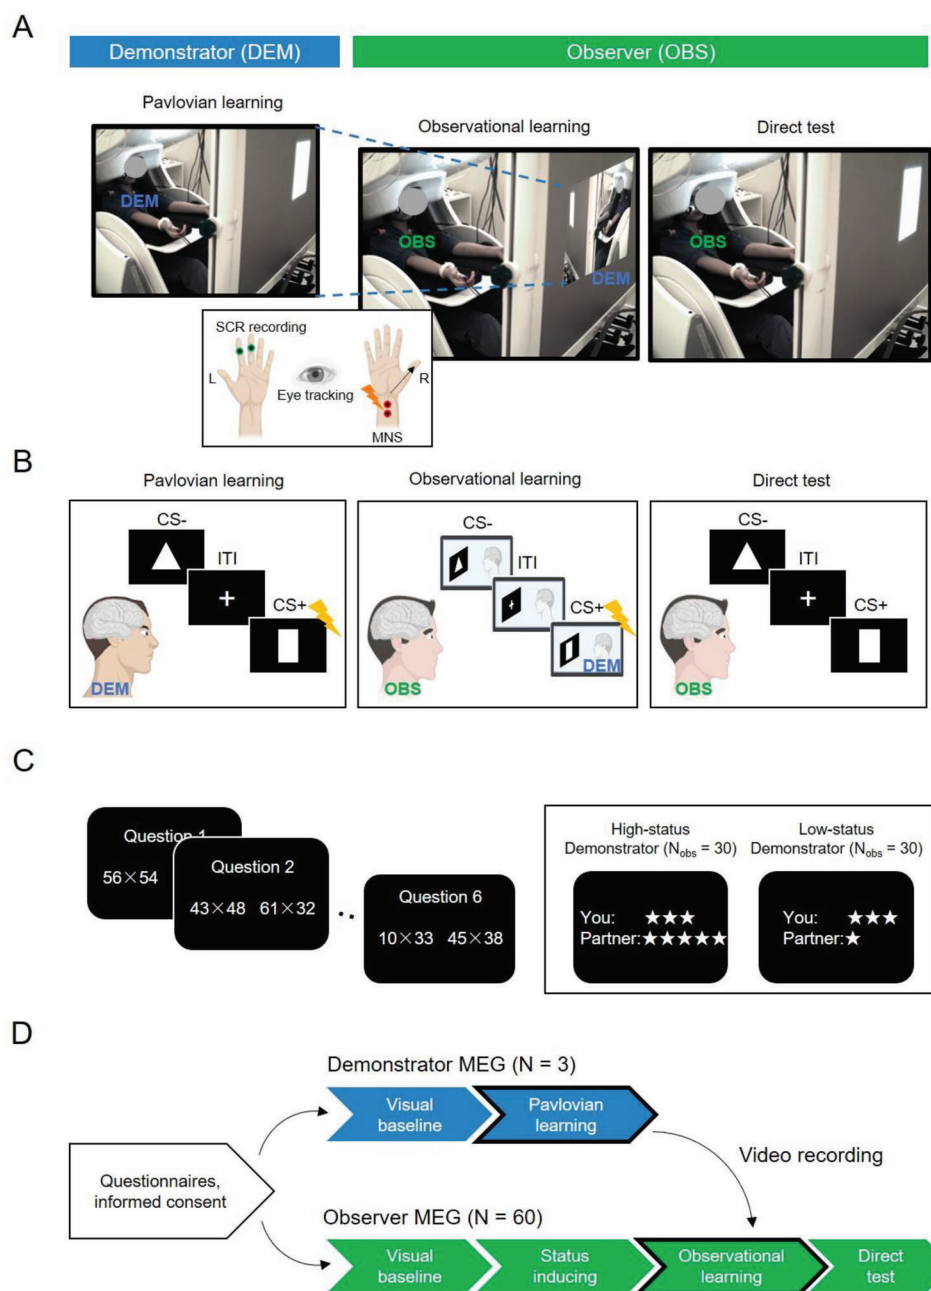 A
Demonstrator (DEM)
Observer (OBS)
Pavlovian learning
Observational learning
Direct test
DEM
OBS
DEM
OBS
SCR recording
L
Eye tracking
R
MNS
B
Pavlovian learning
Observational learning
Direct test
CS-
ITI
CS+
DEM
CS-
ITI
CS+
DEM
OBS
CS-
ITI
CS+
OBS
C
Question 1
56×54
Question 2
43×48 61×32
..
Question 6
10×33 45×38
High-status
Demonstrator (Nobs = 30)
You: ★★★
Partner:★★★★★
Low-status
Demonstrator (Nobs = 30)
You: ★★★
Partner:★
D
Demonstrator MEG (N = 3)
Visual
baseline
Pavlovian
learning
Video recording
Questionnaires,
informed consent
Observer MEG (N = 60)
Visual
baseline
Status
inducing
Observational
learning
Direct
test